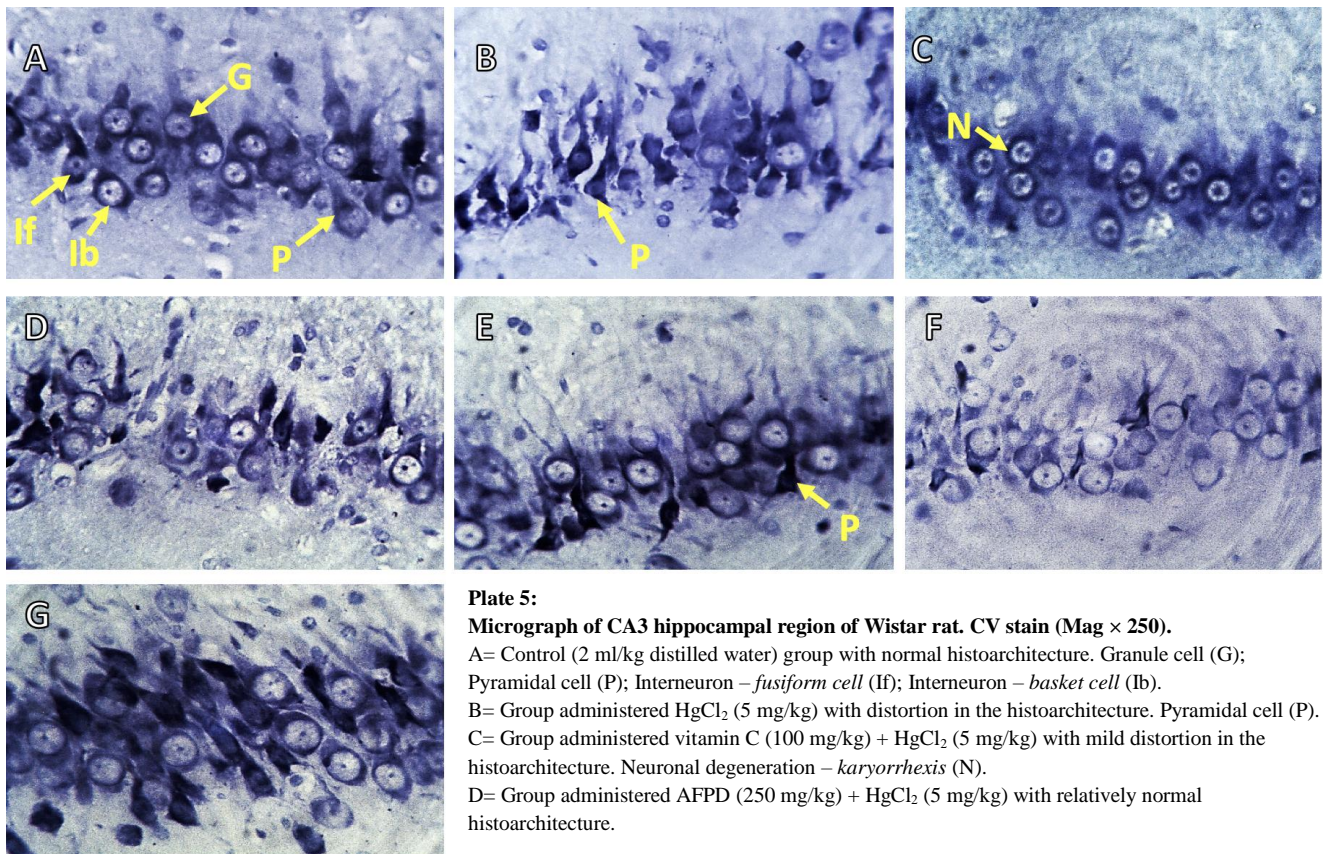 A
G
If
Ib
P
B
P
C
N
D
E
P
F
G
Plate 5:
Micrograph of CA3 hippocampal region of Wistar rat. CV stain (Mag × 250).
A= Control (2 ml/kg distilled water) group with normal histoarchitecture. Granule cell (G);
Pyramidal cell (P); Interneuron – fusiform cell (If); Interneuron – basket cell (Ib).
B= Group administered HgCl₂ (5 mg/kg) with distortion in the histoarchitecture. Pyramidal cell (P).
C= Group administered vitamin C (100 mg/kg) + HgCl₂ (5 mg/kg) with mild distortion in the
histoarchitecture. Neuronal degeneration – karyorrhexis (N).
D= Group administered AFPD (250 mg/kg) + HgCl₂ (5 mg/kg) with relatively normal
histoarchitecture.